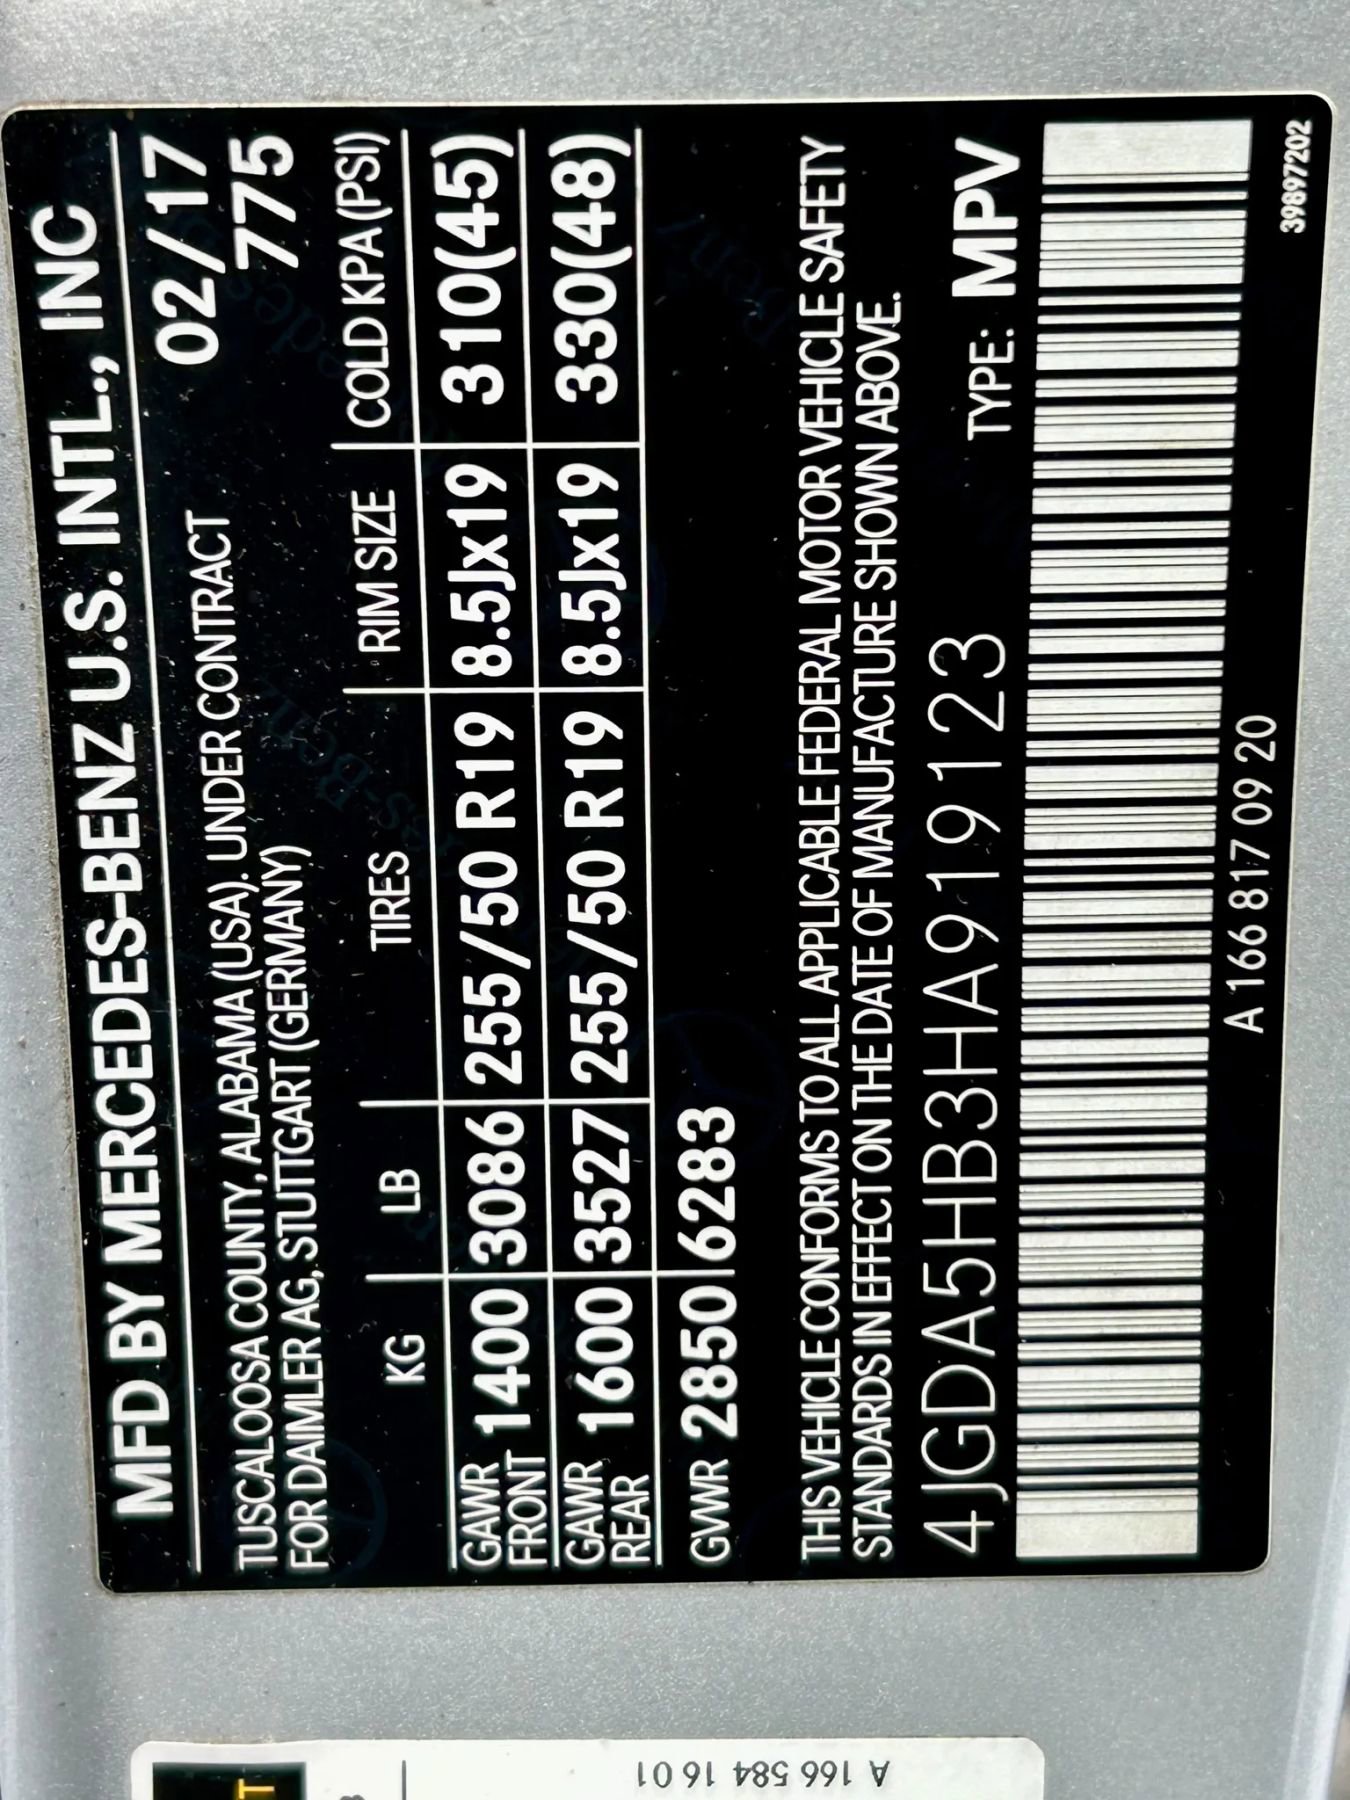 MFD BY MERCEDES-BENZ U.S. INTL., INC
TUSCALOOSA COUNTY, ALABAMA (USA). UNDER CONTRACT 02/17
FOR DAIMLER AG, STUTTGART (GERMANY) 775
KG LB TIRES RIM SIZE COLD KPA (PSI)
GAWR FRONT 1400 3086 255/50 R19 8.5Jx19 310(45)
GAWR REAR 1600 3527 255/50 R19 8.5Jx19 330(48)
GVWR 2850 6283
THIS VEHICLE CONFORMS TO ALL APPLICABLE FEDERAL MOTOR VEHICLE SAFETY
STANDARDS IN EFFECT ON THE DATE OF MANUFACTURE SHOWN ABOVE.
4JGDA5HB3HA919123 TYPE: MPV
A 166 817 09 20
39897202
A 166 584 16 01